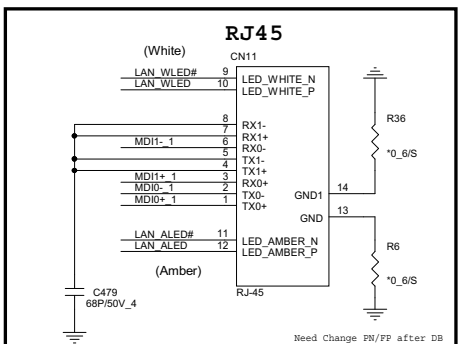 RJ45
(White)
CN11
LAN_WLED# 9 LED_WHITE_N
LAN_WLED 10 LED_WHITE_P
8 RX1-
7 RX1+
MDI1-_1 6 RX0-
5 TX1-
4 TX1+
MDI1+_1 3 RX0+
MDI0-_1 2 TX0-
MDI0+_1 1 TX0+
GND1 14
GND 13
R36
*0_6/S
LAN_ALED# 11 LED_AMBER_N
LAN_ALED 12 LED_AMBER_P
R6
*0_6/S
(Amber)
C479
68P/50V_4
RJ-45
Need Change PN/FP after DB